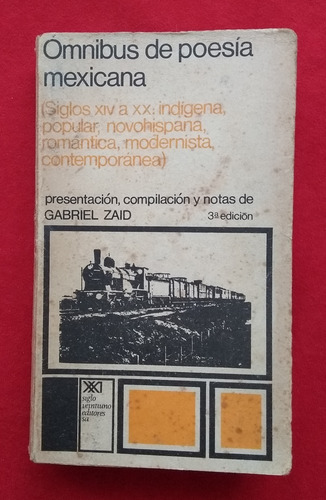 Omnibus de poesía
mexicana
(Siglos XIV a XX: indígena,
popular, novohispana,
romántica, modernista,
contemporánea)
presentación, compilación y notas de
GABRIEL ZAID 3ª edición
siglo
veintiuno
editores
sa